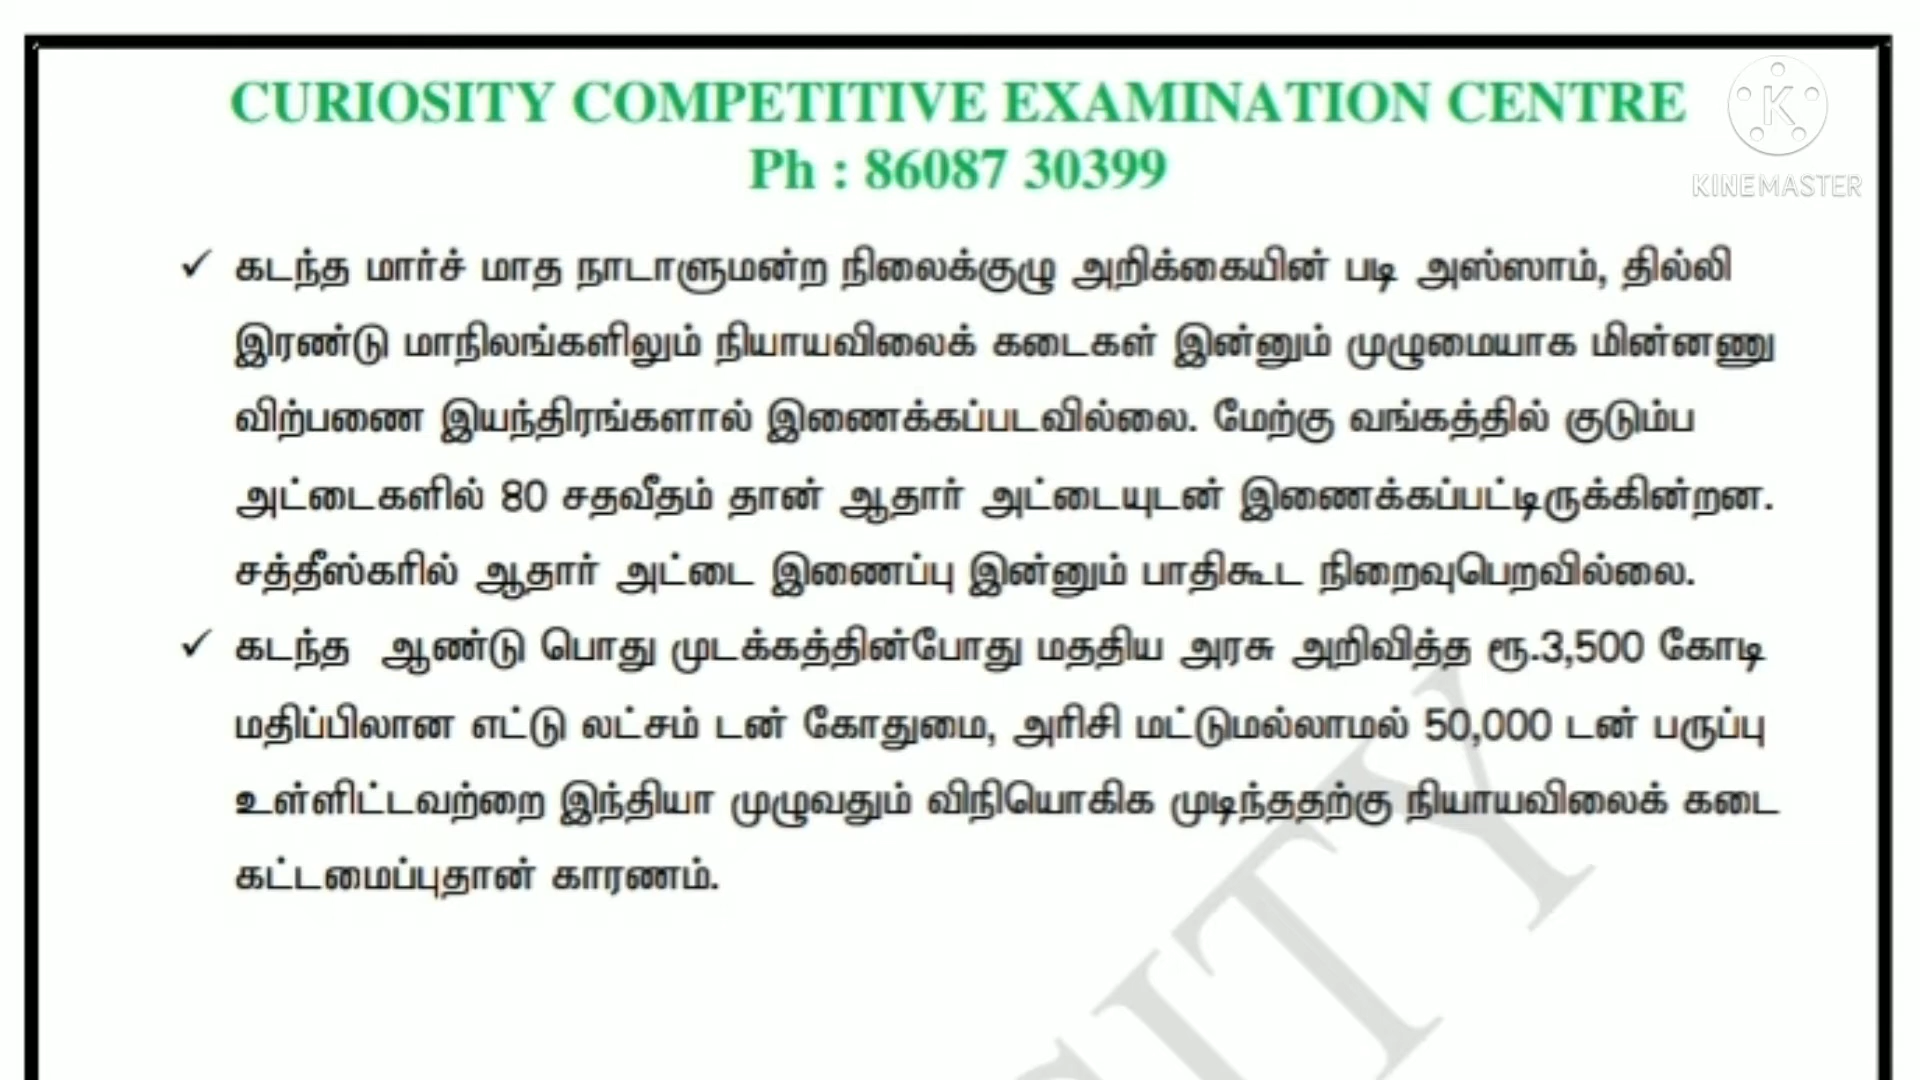 CURIOSITY COMPETITIVE EXAMINATION CENTRE
Ph : 86087 30399
KINEMASTER
✓ கடந்த மார்ச் மாத நாடாளுமன்ற நிலைக்குழு அறிக்கையின் படி அஸ்ஸாம், தில்லி
இரண்டு மாநிலங்களிலும் நியாயவிலைக் கடைகள் இன்னும் முழுமையாக மின்னணு
விற்பணை இயந்திரங்களால் இணைக்கப்படவில்லை. மேற்கு வங்கத்தில் குடும்ப
அட்டைகளில் 80 சதவீதம் தான் ஆதார் அட்டையுடன் இணைக்கப்பட்டிருக்கின்றன.
சத்தீஸ்கரில் ஆதார் அட்டை இணைப்பு இன்னும் பாதிகூட நிறைவுபெறவில்லை.
✓ கடந்த ஆண்டு பொது முடக்கத்தின்போது மததிய அரசு அறிவித்த ரூ.3,500 கோடி
மதிப்பிலான எட்டு லட்சம் டன் கோதுமை, அரிசி மட்டுமல்லாமல் 50,000 டன் பருப்பு
உள்ளிட்டவற்றை இந்தியா முழுவதும் விநியொகிக முடிந்ததற்கு நியாயவிலைக் கடை
கட்டமைப்புதான் காரணம்.
SITY